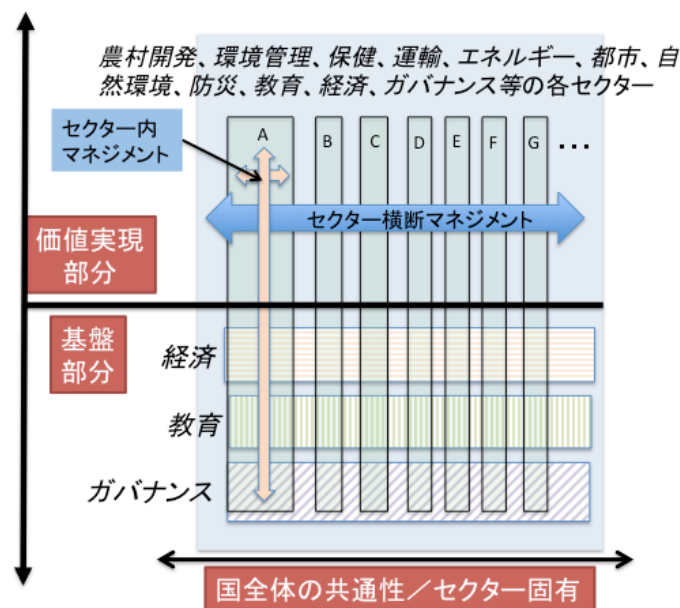 農村開発、環境管理、保健、運輸、エネルギー、都市、自
然環境、防災、教育、経済、ガバナンス等の各セクター
セクター内
マネジメント
A
B
C
D
E
F
G
...
セクター横断マネジメント
価値実現
部分
基盤
部分
経済
教育
ガバナンス
国全体の共通性／セクター固有